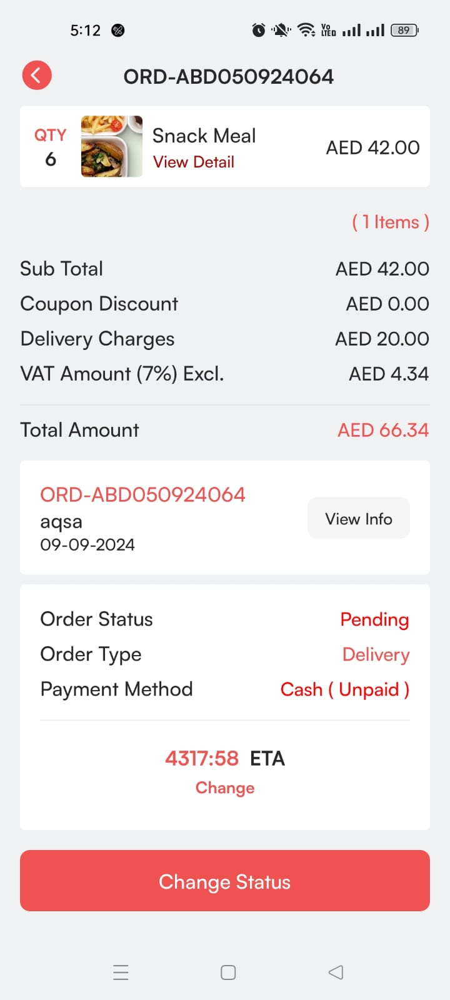 5:12
Vo LTED
89
ORD-ABD050924064
QTY
6
Snack Meal
View Detail
AED 42.00
( 1 Items )
Sub Total AED 42.00
Coupon Discount AED 0.00
Delivery Charges AED 20.00
VAT Amount (7%) Excl. AED 4.34
Total Amount AED 66.34
ORD-ABD050924064
aqsa
09-09-2024
View Info
Order Status Pending
Order Type Delivery
Payment Method Cash ( Unpaid )
4317:58 ETA
Change
Change Status